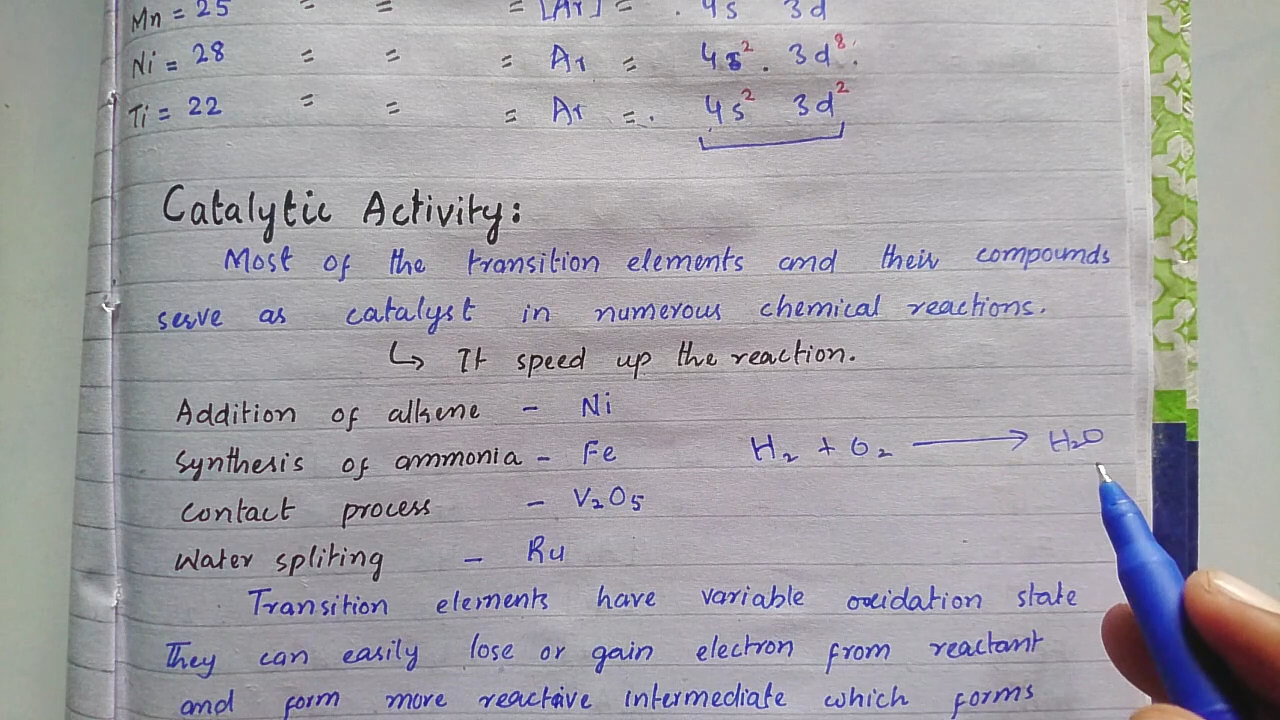 Mn = 25 = = = [Ar] = . 4s 3d
Ni = 28 = = = Ar = 4s². 3d⁸.
Ti = 22 = = = Ar =. 4s² 3d²
Catalytic Activity:
Most of the transition elements and their compounds
serve as catalyst in numerous chemical reactions.
↳ It speed up the reaction.
Addition of alkene - Ni
Synthesis of ammonia - Fe
H₂ + O₂ ⟶ H₂O
Contact process - V₂O₅
Water spliting - Ru
Transition elements have variable oxidation state
They can easily lose or gain electron from reactant
and form more reactive intermediate which forms